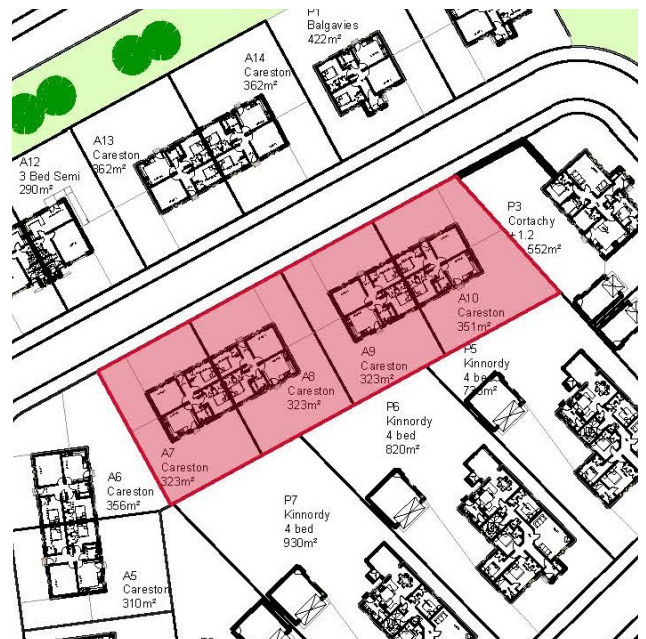 P1
Balgavies
422m²
A14
Careston
362m²
A13
Careston
362m²
A12
3 Bed Semi
290m²
P3
Cortachy
+1.2
552m²
A10
Careston
351m²
A9
Careston
323m²
A8
Careston
323m²
A7
Careston
323m²
P5
Kinnordy
4 bed
P6
Kinnordy
4 bed
820m²
P7
Kinnordy
4 bed
930m²
A6
Careston
356m²
A5
Careston
310m²